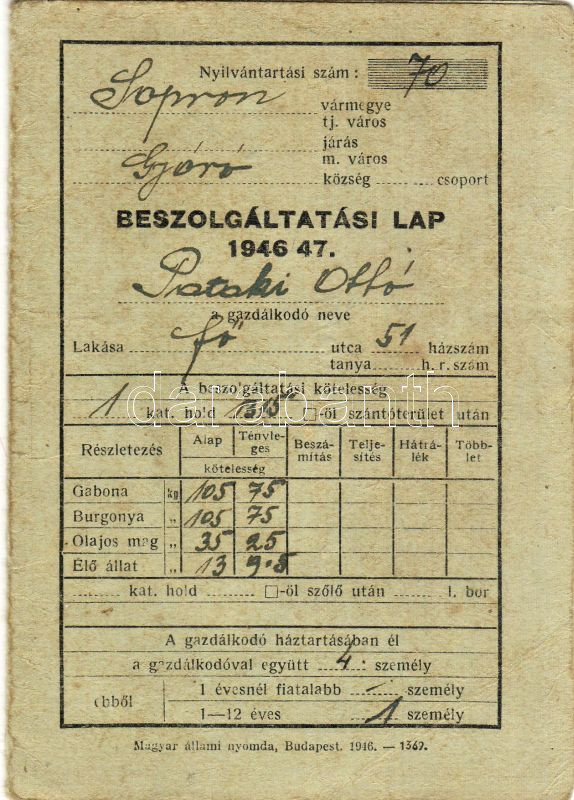 Nyilvántartási szám: 70
Sopron vármegye
tj. város
járás
Gyóró m. város
község csoport
BESZOLGÁLTATÁSI LAP
1946 47.
Pataki Ottó
a gazdálkodó neve
Lakása fő utca 51 házszám
tanya h. r. szám
A beszolgáltatási kötelesség
1 kat. hold 1315 □-öl szántóterület után
Részletezés Alap Tényleges kötelesség Beszámítás Teljesítés Hátrálék Többlet
Gabona kg 105 75
Burgonya „ 105 75
Olajos mag „ 35 25
Élő állat „ 13 9.5
kat. hold □-öl szőlő után l. bor
A gazdálkodó háztartásában él
a gazdálkodóval együtt 4 személy
ebből 1 évesnél fiatalabb — személy
1—12 éves 1 személy
Magyar állami nyomda, Budapest. 1946. — 1367.
darabanth